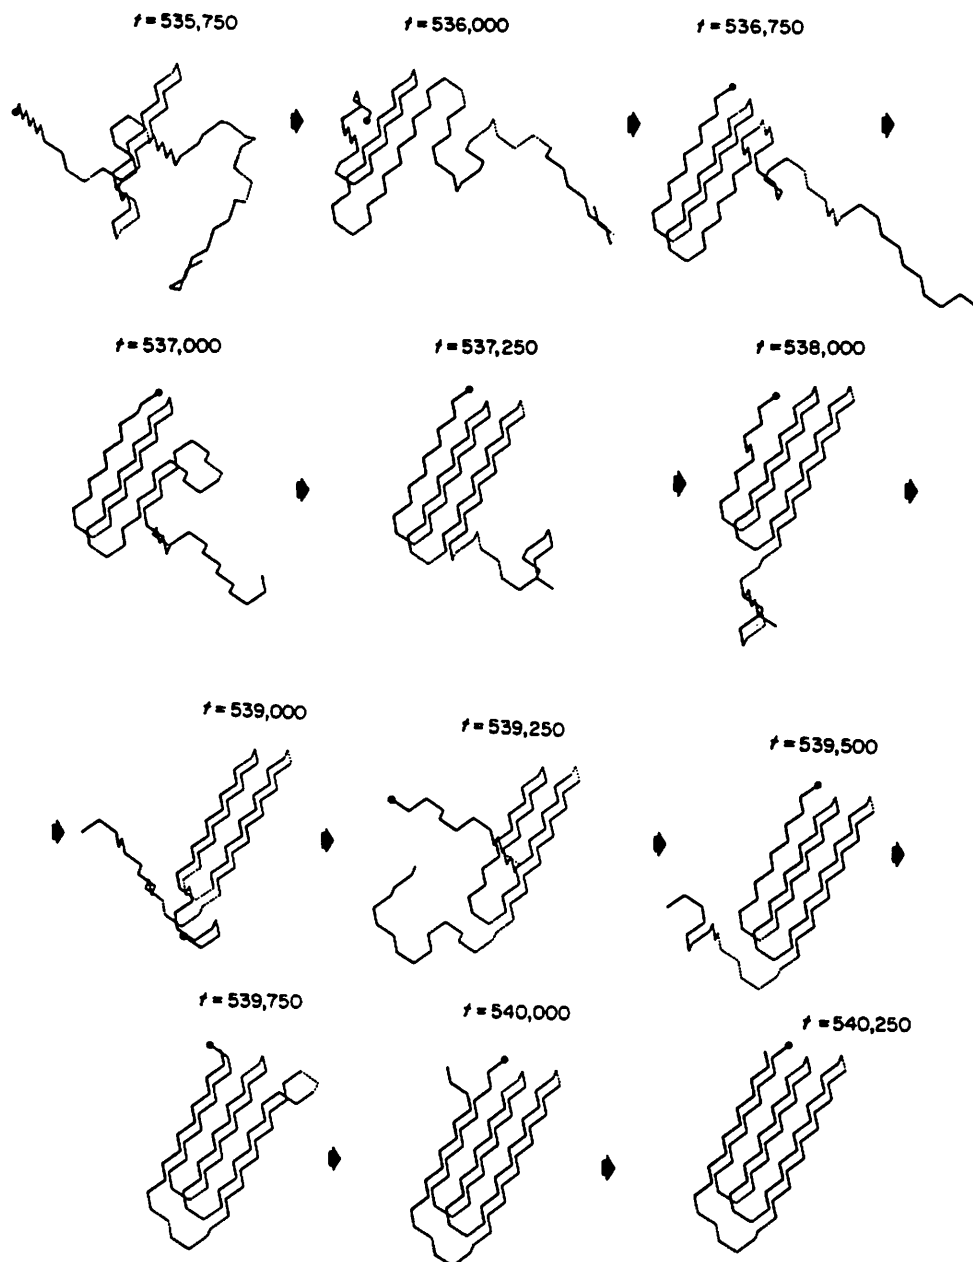 t = 535,750
t = 536,000
t = 536,750
t = 537,000
t = 537,250
t = 538,000
t = 539,000
t = 539,250
t = 539,500
t = 539,750
t = 540,000
t = 540,250